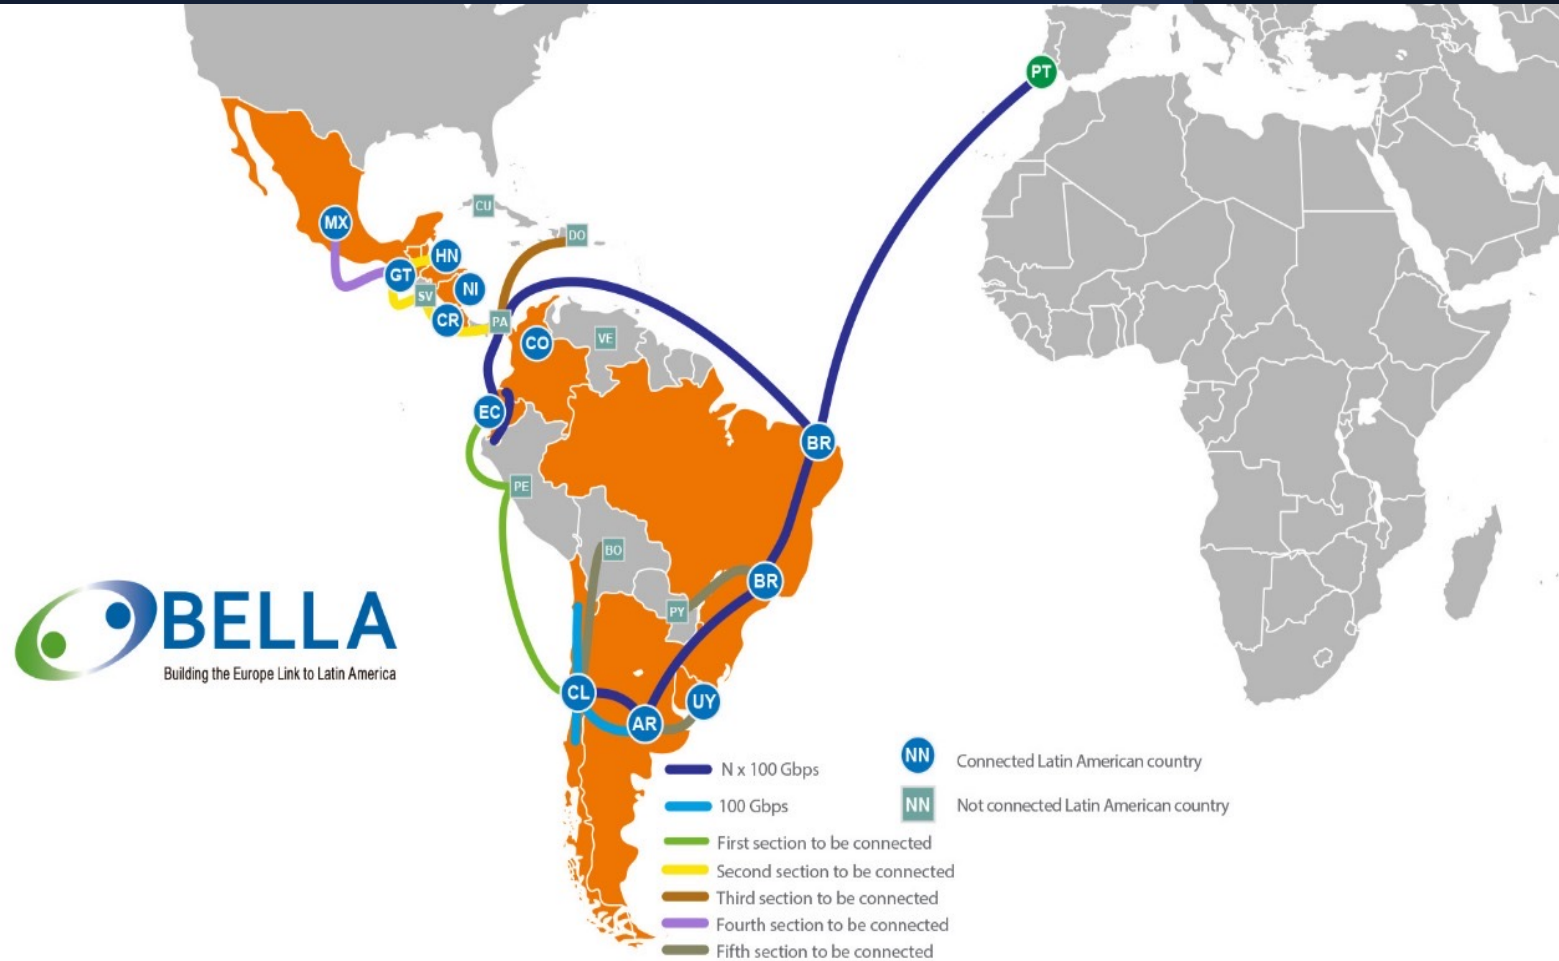 PT
CU
MX
DO
HN
GT
NI
SV
CR
PA
CO
VE
EC
BR
PE
BO
BR
PY
BELLA
Building the Europe Link to Latin America
CL
UY
AR
N x 100 Gbps
100 Gbps
First section to be connected
Second section to be connected
Third section to be connected
Fourth section to be connected
Fifth section to be connected
NN Connected Latin American country
NN Not connected Latin American country